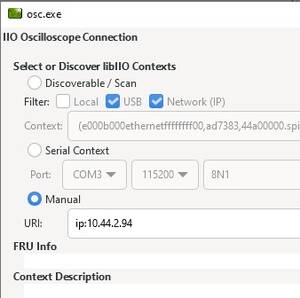 osc.exe
IIO Oscilloscope Connection
Select or Discover libIIO Contexts
Discoverable / Scan
Filter: Local USB Network (IP)
Context: (e000b000ethernetffffffff00,ad7383,44a00000.spi
Serial Context
Port: COM3 115200 8N1
Manual
URI: ip:10.44.2.94
FRU Info
Context Description